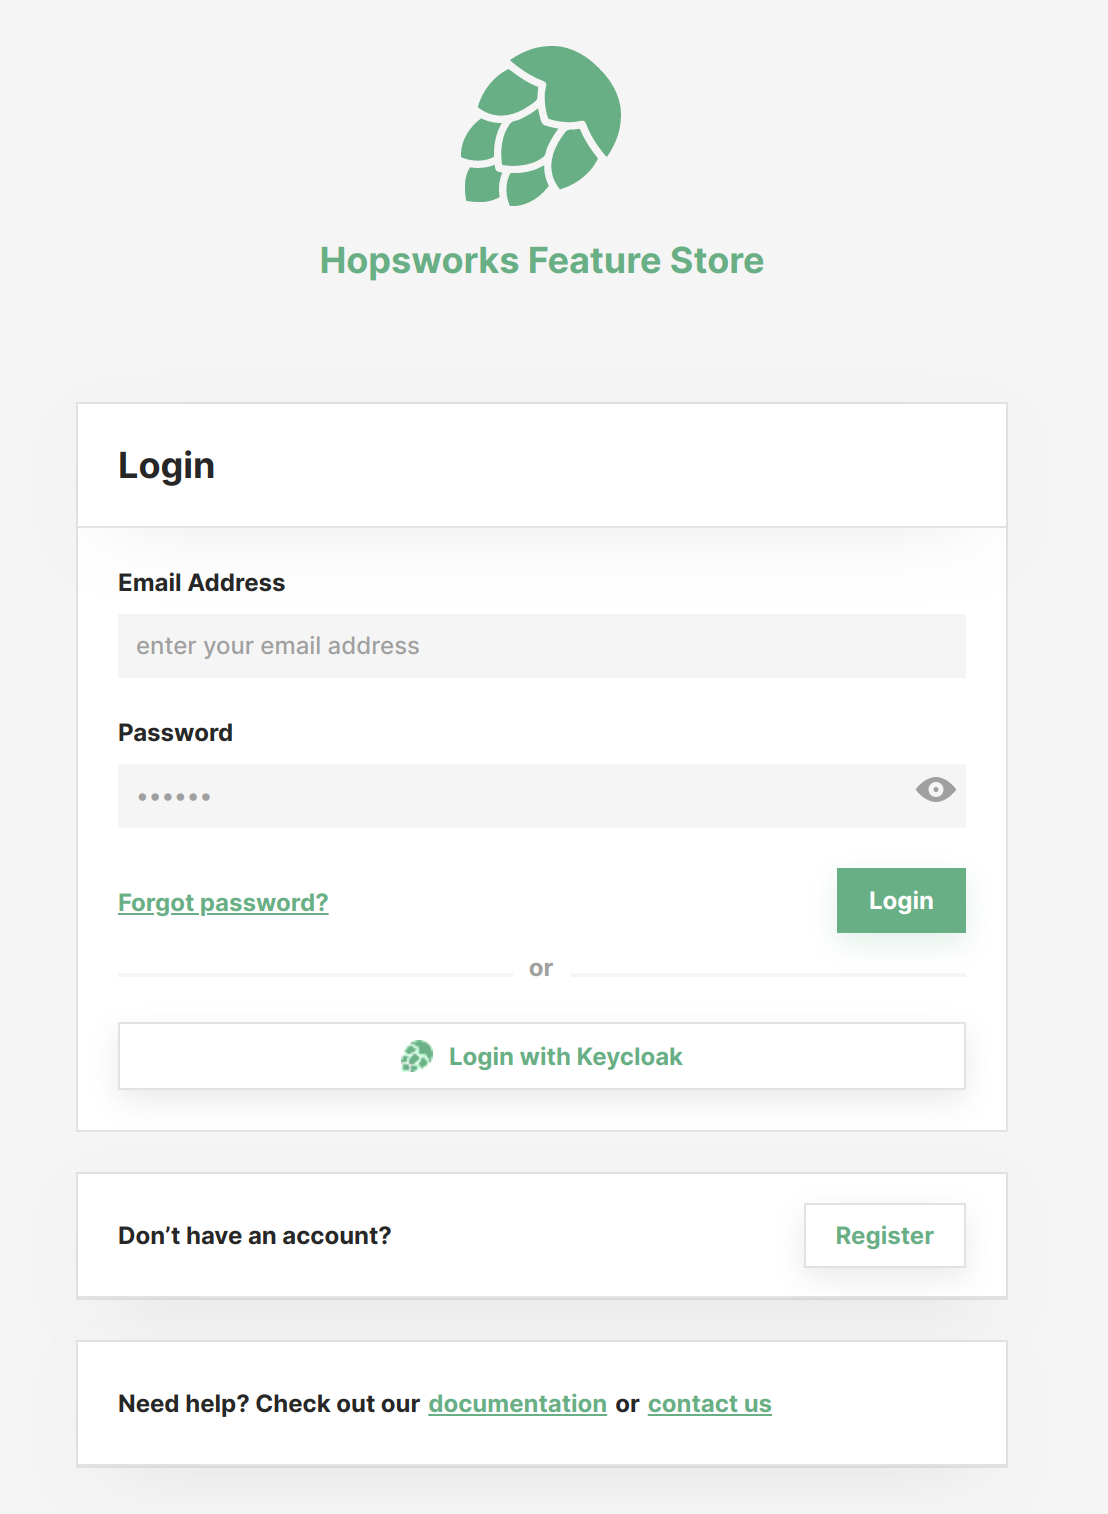 Hopsworks Feature Store
Login
Email Address
enter your email address
Password
••••••
Forgot password?
Login
or
Login with Keycloak
Don’t have an account?
Register
Need help? Check out our documentation or contact us